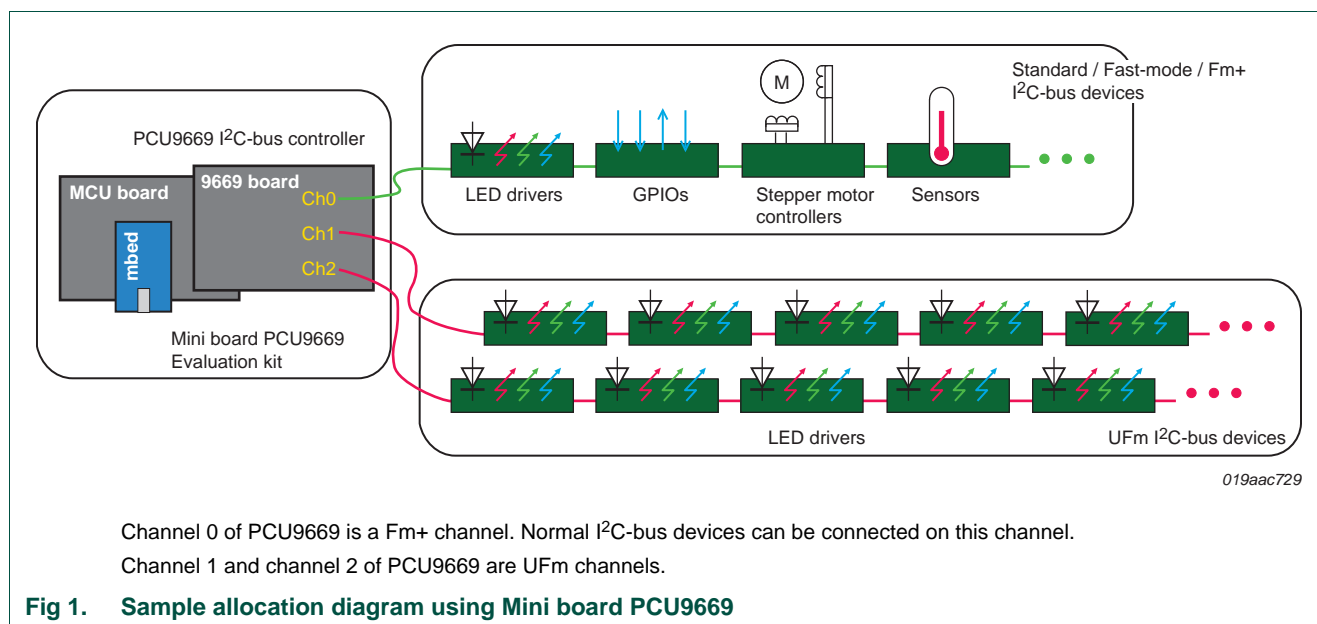 Standard / Fast-mode / Fm+
I2C-bus devices
M
PCU9669 I2C-bus controller
MCU board
9669 board
Ch0
Ch1
Ch2
mbed
Mini board PCU9669
Evaluation kit
LED drivers
GPIOs
Stepper motor
controllers
Sensors
LED drivers
UFm I2C-bus devices
019aac729
Channel 0 of PCU9669 is a Fm+ channel. Normal I2C-bus devices can be connected on this channel.
Channel 1 and channel 2 of PCU9669 are UFm channels.
Fig 1. Sample allocation diagram using Mini board PCU9669